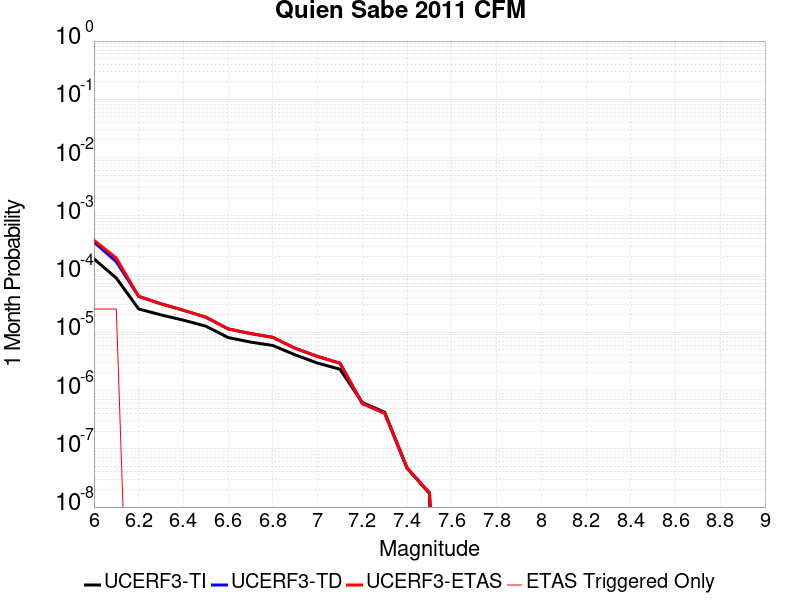 Quien Sabe 2011 CFM
10^0
10^-1
10^-2
10^-3
10^-4
10^-5
10^-6
10^-7
10^-8
1 Month Probability
6 6.2 6.4 6.6 6.8 7 7.2 7.4 7.6 7.8 8 8.2 8.4 8.6 8.8 9
Magnitude
UCERF3-TI UCERF3-TD UCERF3-ETAS ETAS Triggered Only